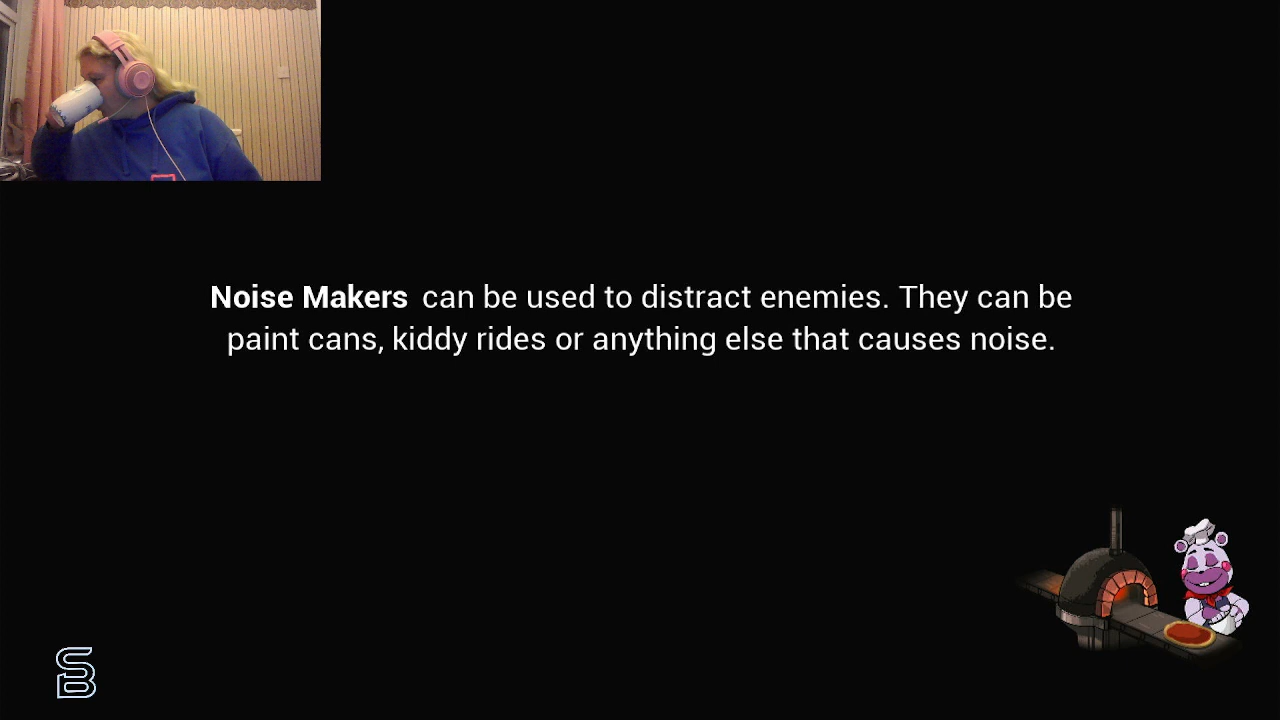 Noise Makers can be used to distract enemies. They can be
paint cans, kiddy rides or anything else that causes noise.
SB